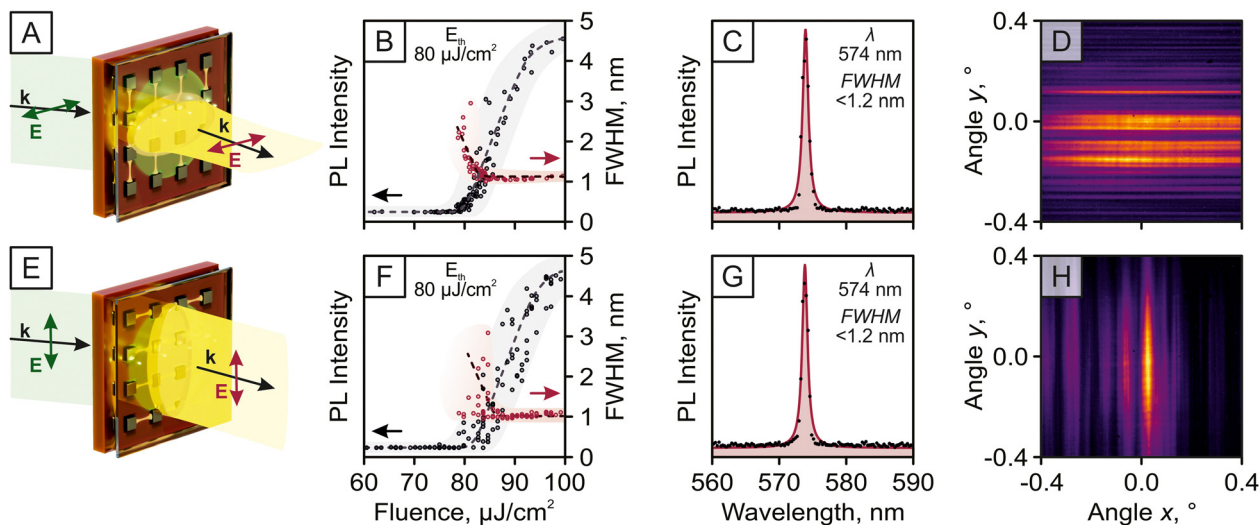 A
k
E
k
E
B
E_th
80 µJ/cm²
PL Intensity
5
4
3
2
1
0
FWHM, nm
C
λ
574 nm
FWHM
<1.2 nm
PL Intensity
D
Angle y, °
0.0
-0.4
E
k
E
k
E
F
E_th
80 µJ/cm²
PL Intensity
5
4
3
2
1
0
FWHM, nm
60 70 80 90 100
Fluence, µJ/cm²
G
λ
574 nm
FWHM
<1.2 nm
PL Intensity
560 570 580 590
Wavelength, nm
H
Angle y, °
0.4
0.0
-0.4
-0.4 0.0 0.4
Angle x, °